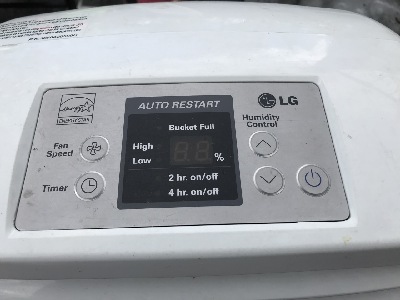 AUTO RESTART
LG
Bucket Full
Humidity
Control
Fan
Speed
High
Low
%
Timer
2 hr. on/off
4 hr. on/off